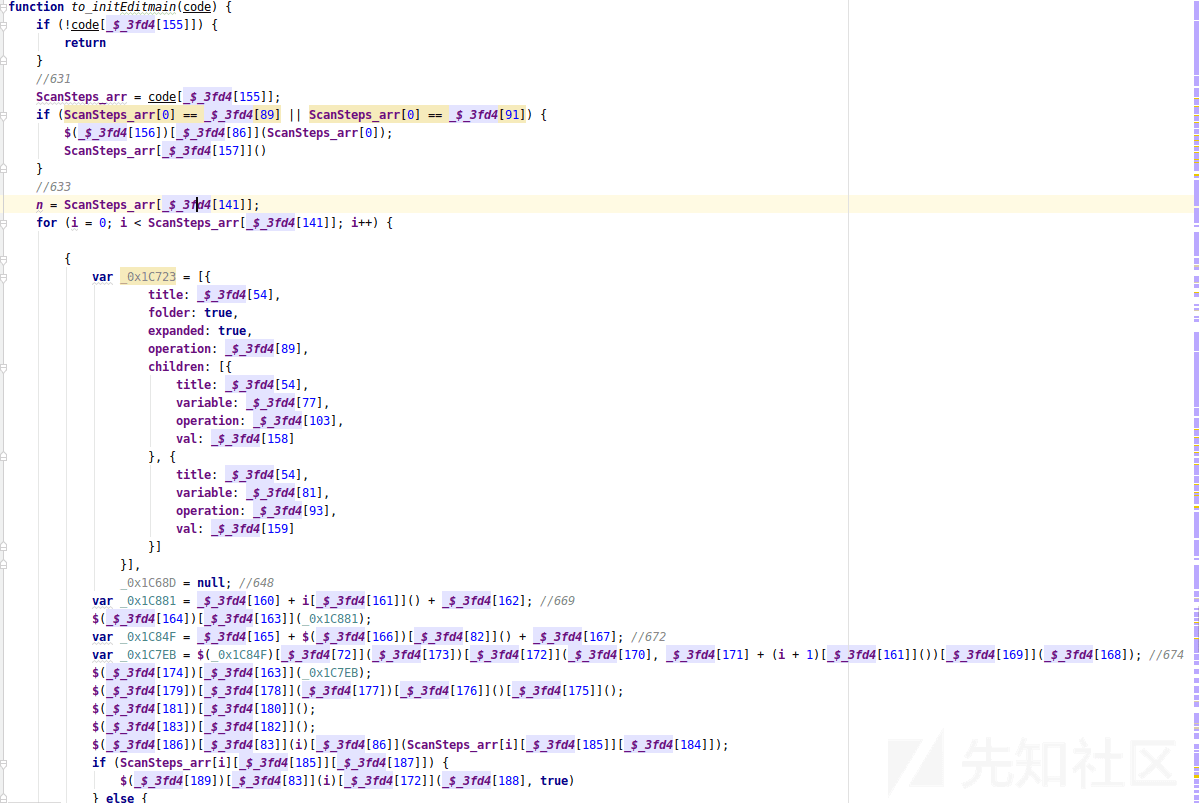 function to_initEditmain(code) {
    if (!code[_$_3fd4[155]]) {
        return
    }
    //631
    ScanSteps_arr = code[_$_3fd4[155]];
    if (ScanSteps_arr[0] == _$_3fd4[89] || ScanSteps_arr[0] == _$_3fd4[91]) {
        $(_$_3fd4[156])[_$_3fd4[86]](ScanSteps_arr[0]);
        ScanSteps_arr[_$_3fd4[157]]()
    }
    //633
    n = ScanSteps_arr[_$_3fd4[141]];
    for (i = 0; i < ScanSteps_arr[_$_3fd4[141]]; i++) {
        {
            var _0x1C723 = [{
                    title: _$_3fd4[54],
                    folder: true,
                    expanded: true,
                    operation: _$_3fd4[89],
                    children: [{
                        title: _$_3fd4[54],
                        variable: _$_3fd4[77],
                        operation: _$_3fd4[103],
                        val: _$_3fd4[158]
                    }, {
                        title: _$_3fd4[54],
                        variable: _$_3fd4[81],
                        operation: _$_3fd4[93],
                        val: _$_3fd4[159]
                    }]
                }],
                _0x1C68D = null; //648
            var _0x1C881 = _$_3fd4[160] + i[_$_3fd4[161]]() + _$_3fd4[162]; //669
            $(_$_3fd4[164])[_$_3fd4[163]](_0x1C881);
            var _0x1C84F = _$_3fd4[165] + $(_$_3fd4[166])[_$_3fd4[82]]() + _$_3fd4[167]; //672
            var _0x1C7EB = $(_0x1C84F)[_$_3fd4[72]](_$_3fd4[173])[_$_3fd4[172]](_$_3fd4[170], _$_3fd4[171] + (i + 1)[_$_3fd4[161]]())[_$_3fd4[169]](_$_3fd4[168]); //674
            $(_$_3fd4[174])[_$_3fd4[163]](_0x1C7EB);
            $(_$_3fd4[179])[_$_3fd4[178]](_$_3fd4[177])[_$_3fd4[176]]()[_$_3fd4[175]]();
            $(_$_3fd4[181])[_$_3fd4[180]]();
            $(_$_3fd4[183])[_$_3fd4[182]]();
            $(_$_3fd4[186])[_$_3fd4[83]](i)[_$_3fd4[86]](ScanSteps_arr[i][_$_3fd4[185]][_$_3fd4[184]]);
            if (ScanSteps_arr[i][_$_3fd4[185]][_$_3fd4[187]]) {
                $(_$_3fd4[189])[_$_3fd4[83]](i)[_$_3fd4[172]](_$_3fd4[188], true)
            } else {
先知社区